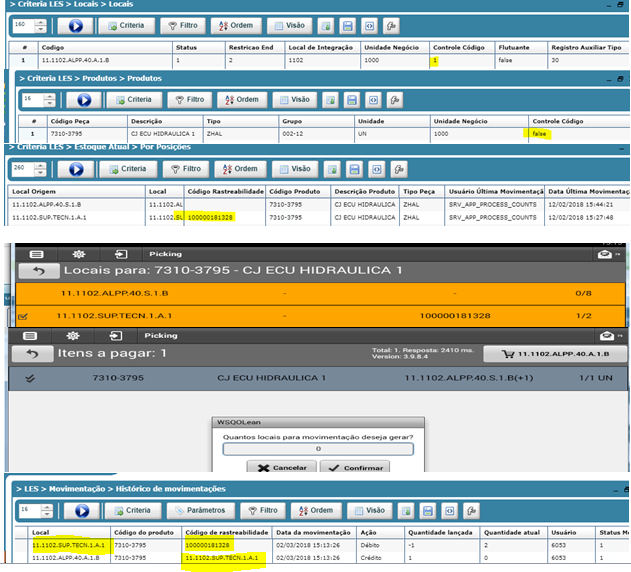 > Criteria LES > Locais > Locais
160 Criteria Filtro Ordem Visão
# Codigo Status Restricao End Local de Integração Unidade Negócio Controle Código Flutuante Registro Auxiliar Tipo
1 11.1102.ALPP.40.A.1.B 1 2 1102 1000 1 false 30
> Criteria LES > Produtos > Produtos
16 Criteria Filtro Ordem Visão
# Código Peça Descrição Tipo Grupo Unidade Unidade Negócio Controle Código
1 7310-3795 CJ ECU HIDRAULICA 1 ZHAL 002-12 UN 1000 false
> Criteria LES > Estoque Atual > Por Posições
260 Criteria Filtro Ordem Visão
Local Origem Local Código Rastreabilidade Código Produto Descrição Produto Tipo Peça Usuário Última Movimentaçã Data Última Movimentaç
11.1102.ALPP.40.S.1.B 11.1102.AL 7310-3795 CJ ECU HIDRAULICA ZHAL SRV_APP_PROCESS_COUNTS 12/02/2018 15:44:21
11.1102.SUP.TECN.1.A.1 11.1102.SU 100000181328 7310-3795 CJ ECU HIDRAULICA ZHAL SRV_APP_PROCESS_COUNTS 12/02/2018 15:27:48
Picking
Locais para: 7310-3795 - CJ ECU HIDRAULICA 1
11.1102.ALPP.40.S.1.B - - 0/8
11.1102.SUP.TECN.1.A.1 - 100000181328 1/2
Picking
Itens a pagar: 1
Total: 1. Resposta: 2410 ms.
Version: 3.9.8.4
11.1102.ALPP.40.A.1.B
7310-3795 CJ ECU HIDRAULICA 1 11.1102.ALPP.40.S.1.B(+1) 1/1 UN
WSQOLean
Quantos locais para movimentação deseja gerar?
0
Cancelar Confirmar
> LES > Movimentação > Histórico de movimentações
16 Criteria Parâmetros Filtro Ordem Visão
Local Código do produto Código de rastreabilidade Data da movimentação Ação Quantidade lançada Quantidade atual Usuário Status M
11.1102.SUP.TECN.1.A.1 7310-3795 100000181328 02/03/2018 15:13:26 Débito -1 2 6053
11.1102.ALPP.40.A.1.B 7310-3795 11.1102.SUP.TECN.1.A.1 02/03/2018 15:13:26 Crédito 1 0 6053